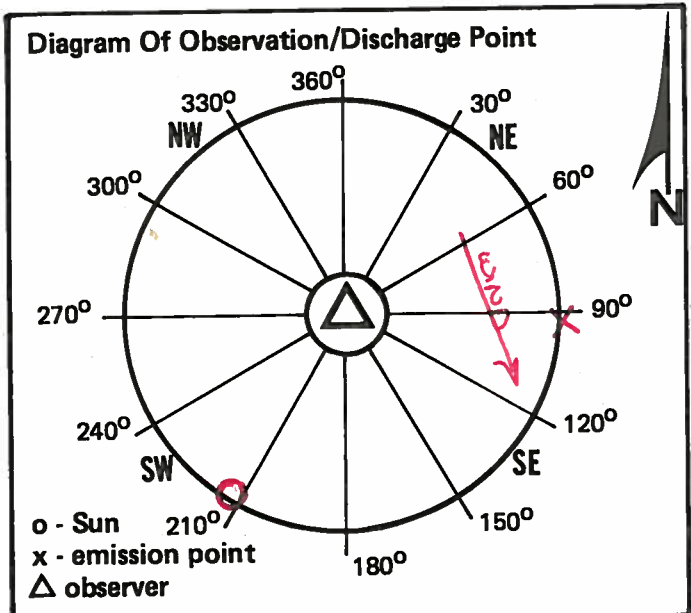 Diagram Of Observation/Discharge Point
360°
330°
30°
NW
NE
300°
60°
N
270°
90°
X
240°
120°
SW
SE
210°
150°
180°
o - Sun
x - emission point
△ observer